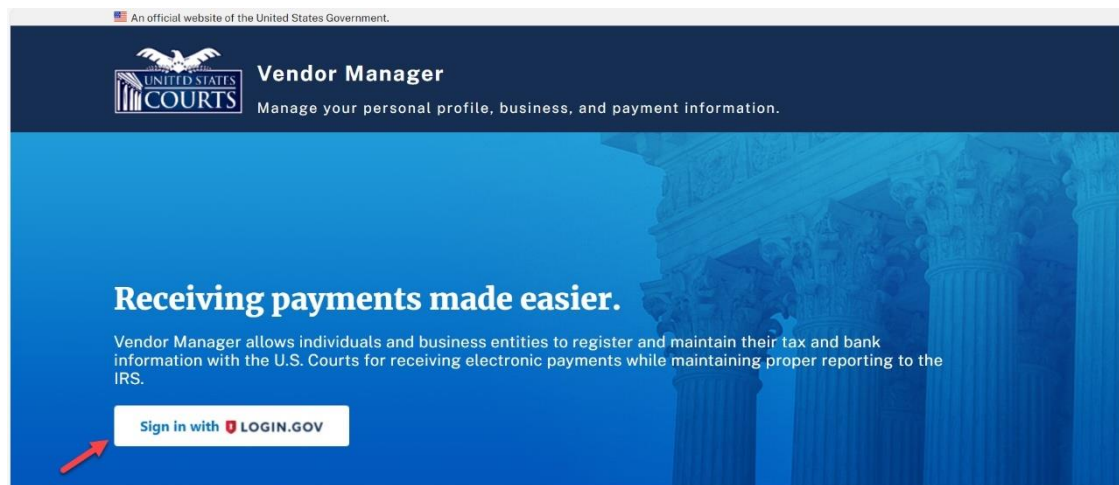 An official website of the United States Government.
UNITED STATES
COURTS
Vendor Manager
Manage your personal profile, business, and payment information.
Receiving payments made easier.
Vendor Manager allows individuals and business entities to register and maintain their tax and bank
information with the U.S. Courts for receiving electronic payments while maintaining proper reporting to the
IRS.
Sign in with LOGIN.GOV